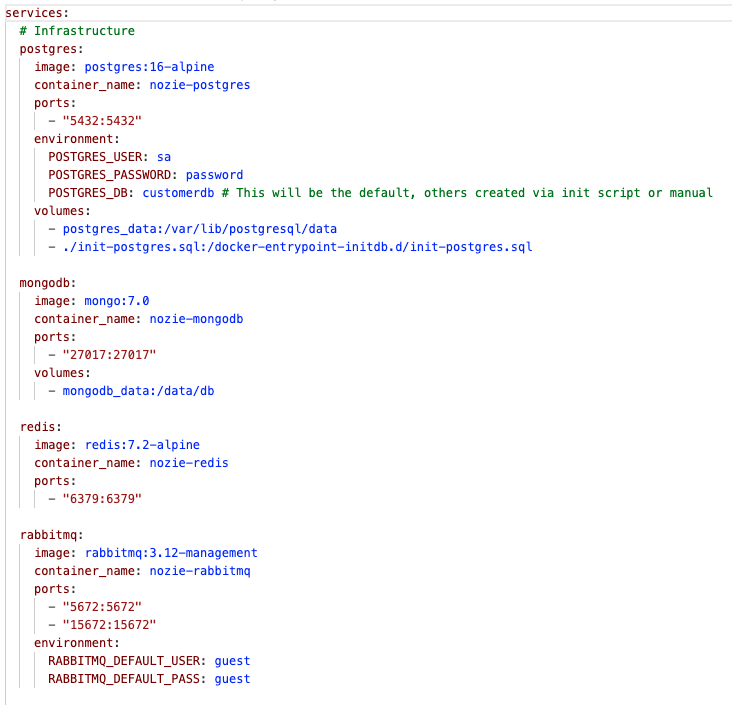 services:
  # Infrastructure
  postgres:
    image: postgres:16-alpine
    container_name: nozie-postgres
    ports:
      - "5432:5432"
    environment:
      POSTGRES_USER: sa
      POSTGRES_PASSWORD: password
      POSTGRES_DB: customerdb # This will be the default, others created via init script or manual
    volumes:
      - postgres_data:/var/lib/postgresql/data
      - ./init-postgres.sql:/docker-entrypoint-initdb.d/init-postgres.sql

  mongodb:
    image: mongo:7.0
    container_name: nozie-mongodb
    ports:
      - "27017:27017"
    volumes:
      - mongodb_data:/data/db

  redis:
    image: redis:7.2-alpine
    container_name: nozie-redis
    ports:
      - "6379:6379"

  rabbitmq:
    image: rabbitmq:3.12-management
    container_name: nozie-rabbitmq
    ports:
      - "5672:5672"
      - "15672:15672"
    environment:
      RABBITMQ_DEFAULT_USER: guest
      RABBITMQ_DEFAULT_PASS: guest